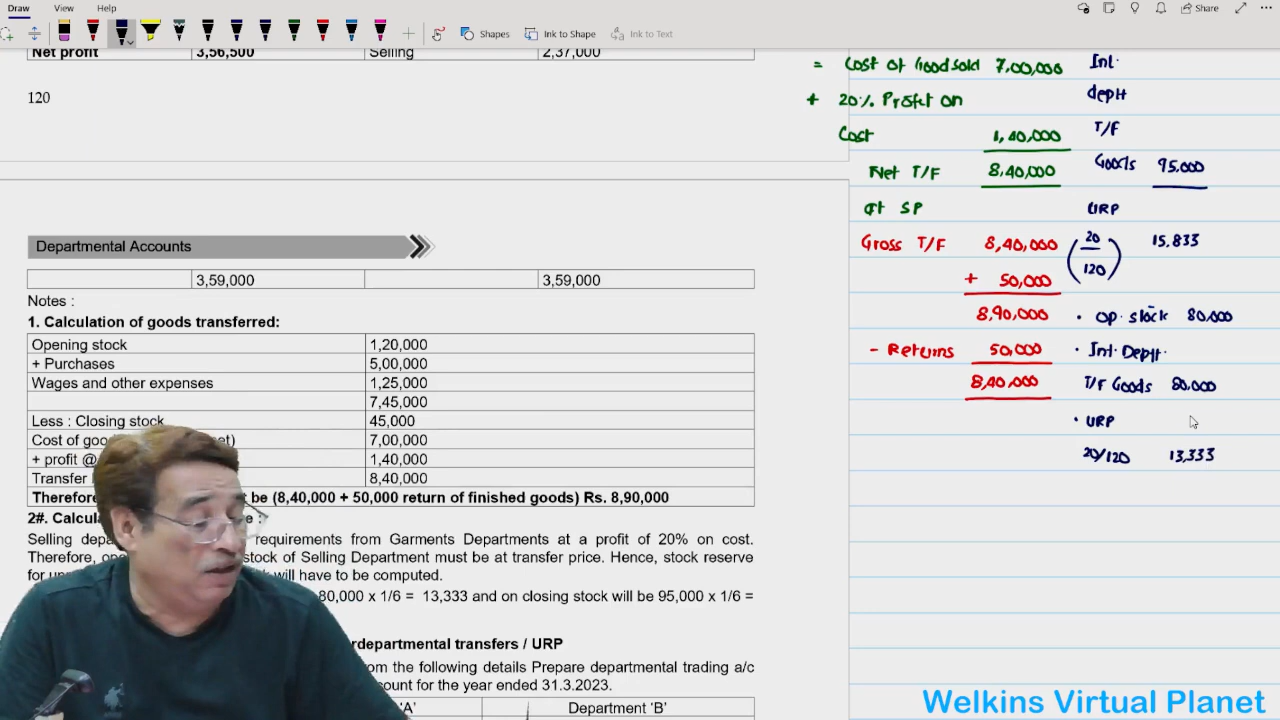 Draw View Help
Share
Shapes Ink to Shape Ink to Text
Net profit 3,56,500 Selling 2,37,000
120
Departmental Accounts
3,59,000 3,59,000
Notes :
1. Calculation of goods transferred:
Opening stock 1,20,000
+ Purchases 5,00,000
Wages and other expenses 1,25,000
7,45,000
Less : Closing stock 45,000
Cost of goo et) 7,00,000
+ profit @ 1,40,000
Transfer 8,40,000
Therefore be (8,40,000 + 50,000 return of finished goods) Rs. 8,90,000
2#. Calcula e :
Selling depa requirements from Garments Departments at a profit of 20% on cost.
Therefore, ope stock of Selling Department must be at transfer price. Hence, stock reserve
for un will have to be computed.
80,000 x 1/6 = 13,333 and on closing stock will be 95,000 x 1/6 =
rdepartmental transfers / URP
om the following details Prepare departmental trading a/c
count for the year ended 31.3.2023.
'A' Department 'B'
= Cost of Good sold 7,00,000
+ 20% Profit on
Cost 1,40,000
Net T/F 8,40,000
at SP
Gross T/F 8,40,000
+ 50,000
8,90,000
- Returns 50,000
8,40,000
Int.
deptt
T/F
Goods 95,000
URP
(20/120) 15,833
• Op. stock 80,000
• Int. Deptt.
T/F Goods 80,000
• URP
20/120 13,333
Welkins Virtual Planet